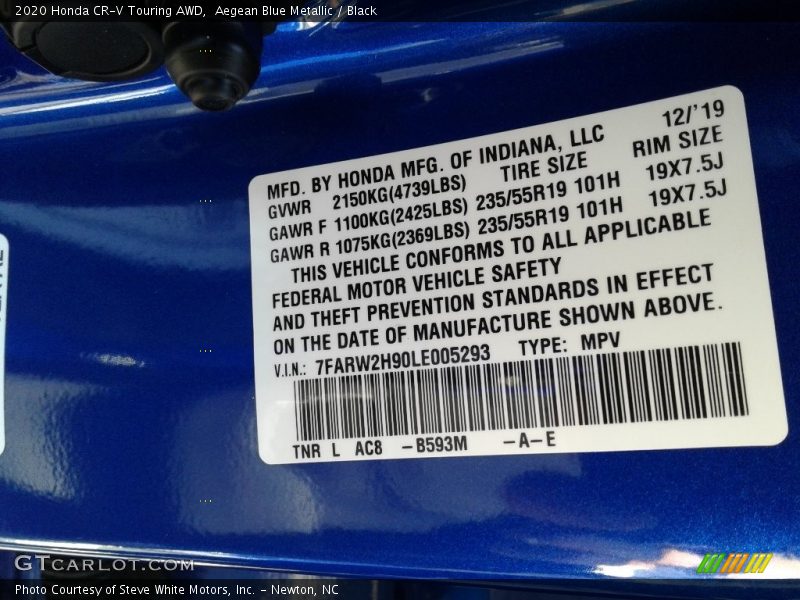 2020 Honda CR-V Touring AWD, Aegean Blue Metallic / Black
12/'19
MFD. BY HONDA MFG. OF INDIANA, LLC
GVWR 2150KG(4739LBS) TIRE SIZE RIM SIZE
GAWR F 1100KG(2425LBS) 235/55R19 101H 19X7.5J
GAWR R 1075KG(2369LBS) 235/55R19 101H 19X7.5J
THIS VEHICLE CONFORMS TO ALL APPLICABLE
FEDERAL MOTOR VEHICLE SAFETY
AND THEFT PREVENTION STANDARDS IN EFFECT
ON THE DATE OF MANUFACTURE SHOWN ABOVE.
V.I.N.: 7FARW2H90LE005293 TYPE: MPV
TNR L AC8 -B593M -A-E
GTCARLOT.COM
Photo Courtesy of Steve White Motors, Inc. - Newton, NC